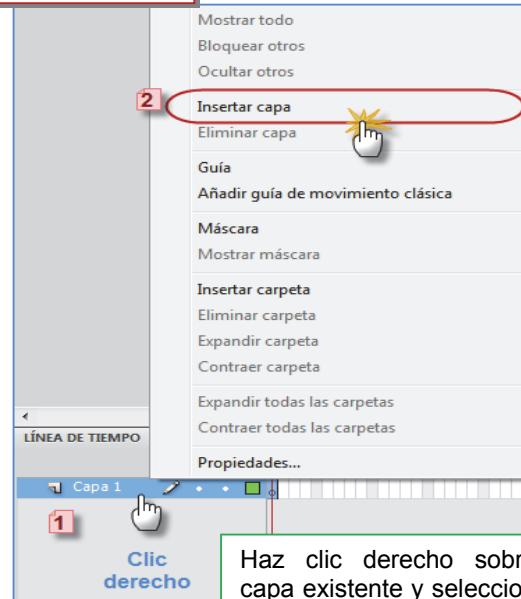 Mostrar todo
Bloquear otros
Ocultar otros
2
Insertar capa
Eliminar capa
Guía
Añadir guía de movimiento clásica
Máscara
Mostrar máscara
Insertar carpeta
Eliminar carpeta
Expandir carpeta
Contraer carpeta
Expandir todas las carpetas
Contraer todas las carpetas
Propiedades...
LÍNEA DE TIEMPO
Capa 1
1
Clic
derecho
Haz clic derecho
capa existente y